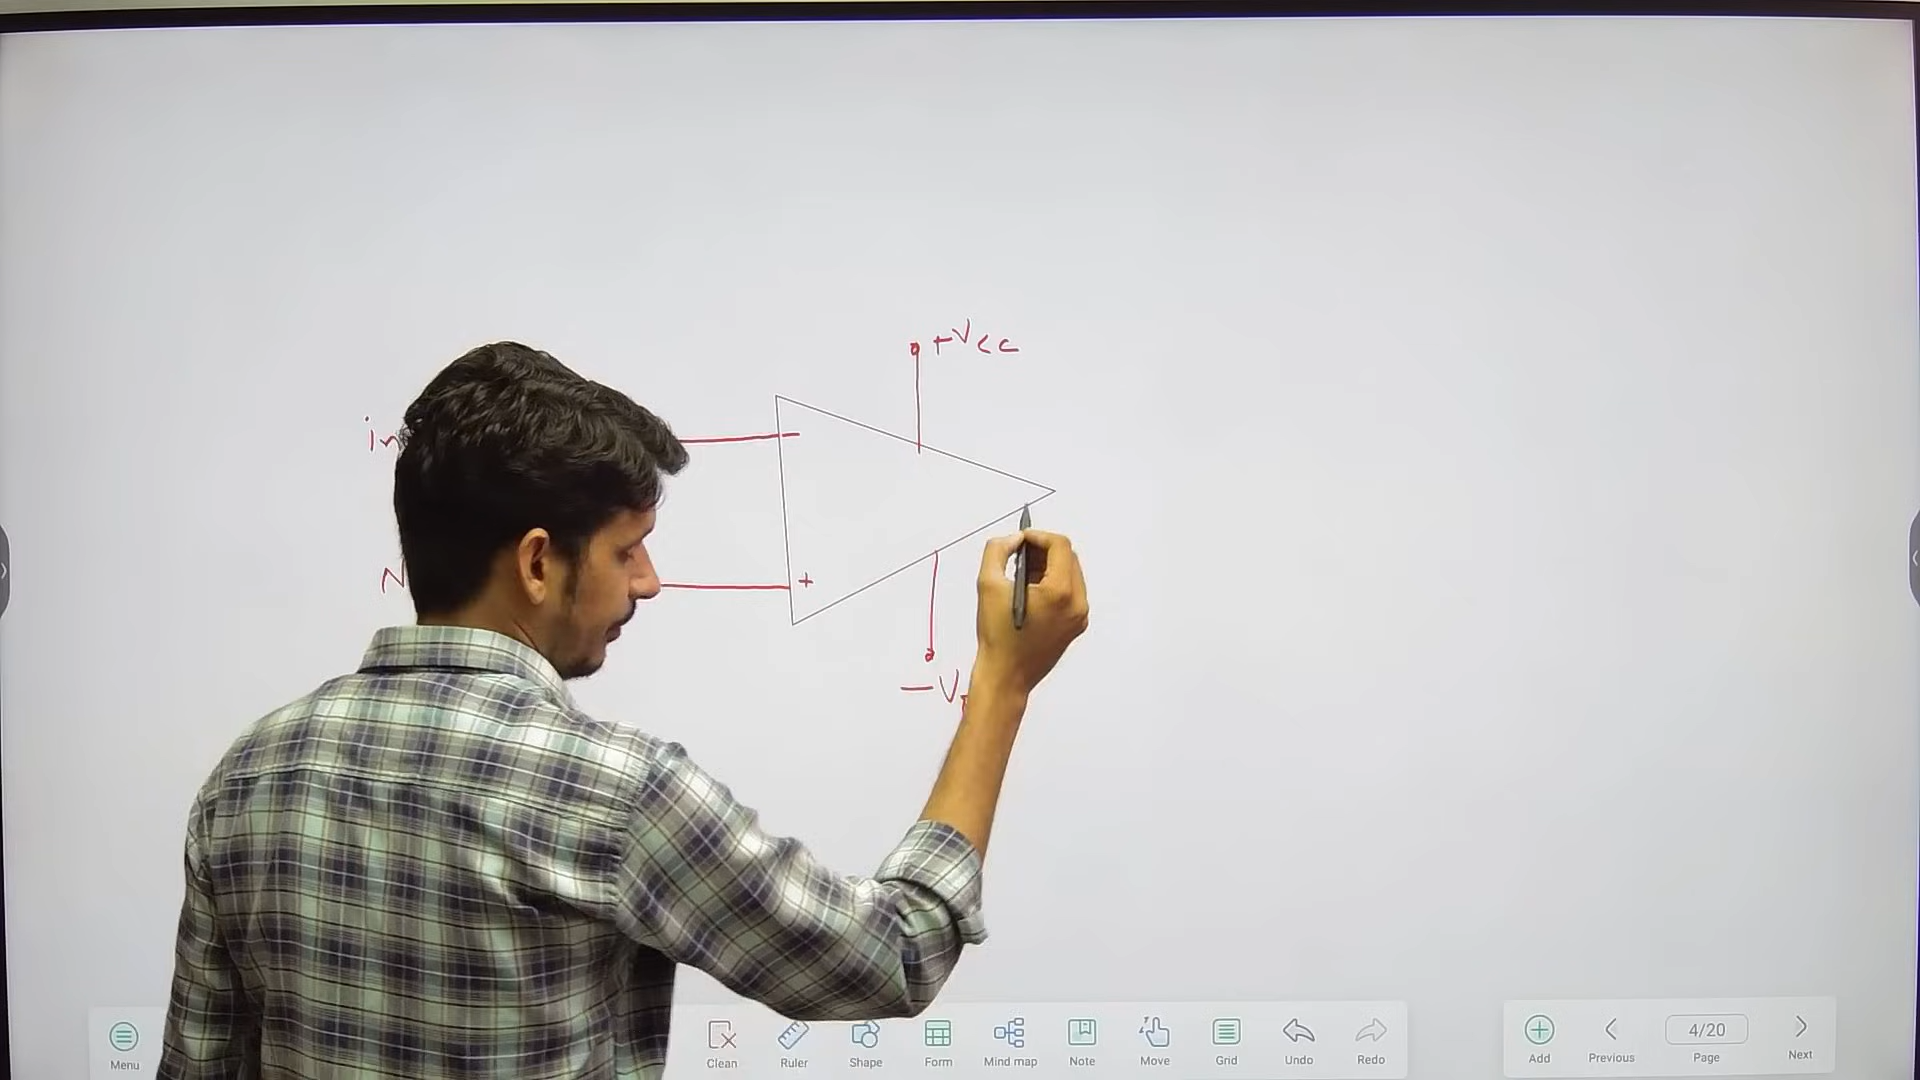 +Vcc
in
−
N
+
−V
Menu
Clean
Ruler
Shape
Form
Mind map
Note
Move
Grid
Undo
Redo
Add
Previous
4/20
Page
Next